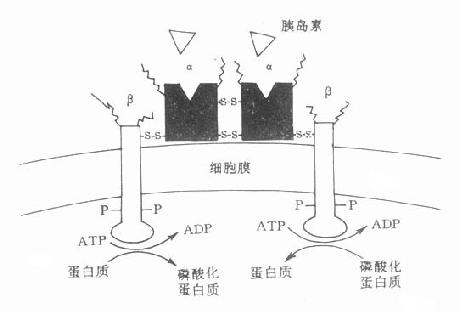 胰岛素
α α
β β
-S-S- -S-S- -S-S- -S-S-
细胞膜
P P P P
ATP ADP ATP ADP
蛋白质 磷酸化 蛋白质 蛋白质 磷酸化 蛋白质